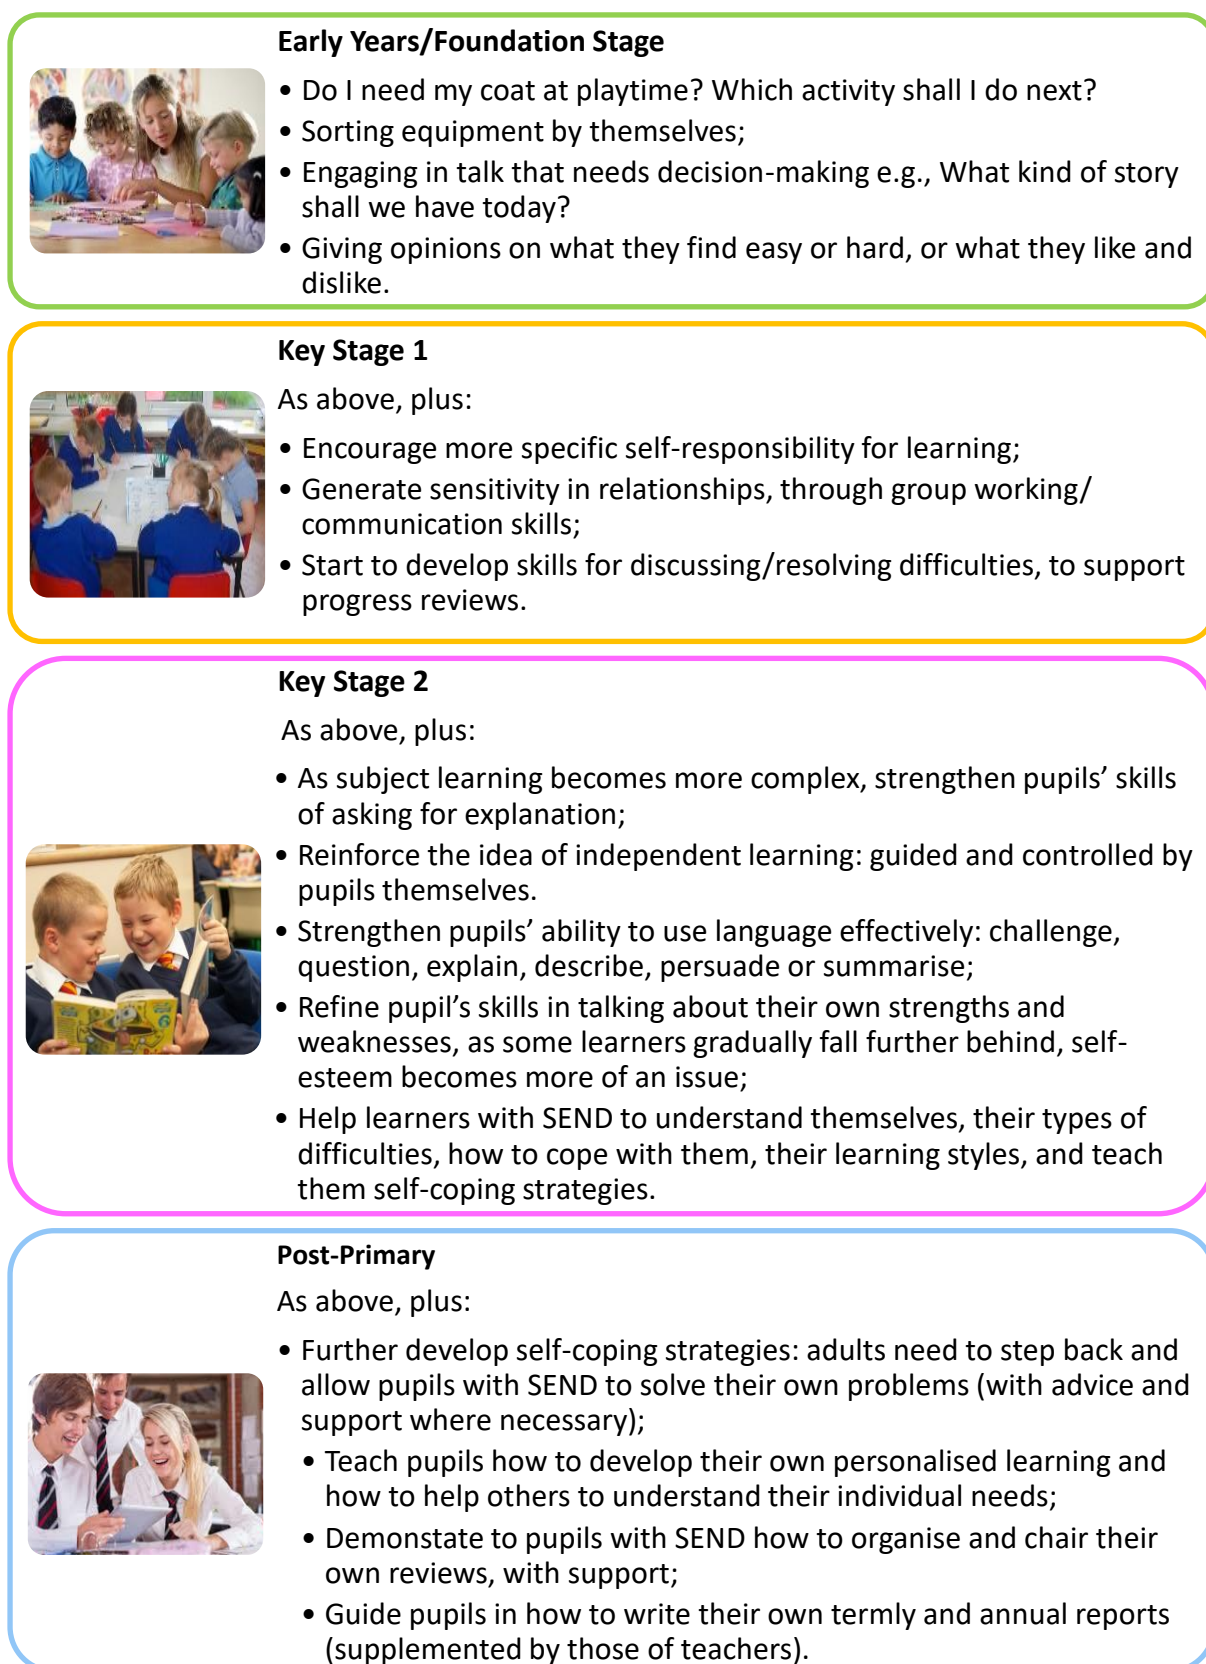 Early Years/Foundation Stage
• Do I need my coat at playtime? Which activity shall I do next?
• Sorting equipment by themselves;
• Engaging in talk that needs decision-making e.g., What kind of story
shall we have today?
• Giving opinions on what they find easy or hard, or what they like and
dislike.
Key Stage 1
As above, plus:
• Encourage more specific self-responsibility for learning;
• Generate sensitivity in relationships, through group working/
communication skills;
• Start to develop skills for discussing/resolving difficulties, to support
progress reviews.
Key Stage 2
As above, plus:
• As subject learning becomes more complex, strengthen pupils’ skills
of asking for explanation;
• Reinforce the idea of independent learning: guided and controlled by
pupils themselves.
• Strengthen pupils’ ability to use language effectively: challenge,
question, explain, describe, persuade or summarise;
• Refine pupil’s skills in talking about their own strengths and
weaknesses, as some learners gradually fall further behind, self-
esteem becomes more of an issue;
• Help learners with SEND to understand themselves, their types of
difficulties, how to cope with them, their learning styles, and teach
them self-coping strategies.
Post-Primary
As above, plus:
• Further develop self-coping strategies: adults need to step back and
allow pupils with SEND to solve their own problems (with advice and
support where necessary);
• Teach pupils how to develop their own personalised learning and
how to help others to understand their individual needs;
• Demonstate to pupils with SEND how to organise and chair their
own reviews, with support;
• Guide pupils in how to write their own termly and annual reports
(supplemented by those of teachers).